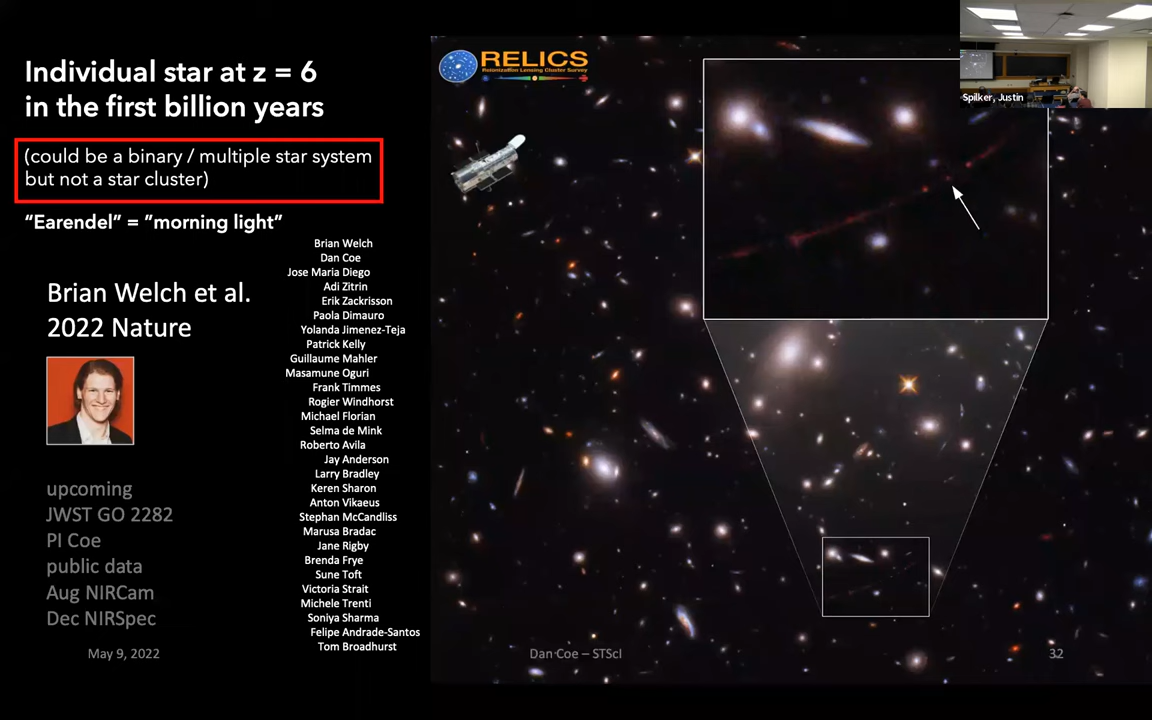 Individual star at z = 6
in the first billion years
(could be a binary / multiple star system
but not a star cluster)
“Earendel” = ”morning light”
Brian Welch et al.
2022 Nature
upcoming
JWST GO 2282
PI Coe
public data
Aug NIRCam
Dec NIRSpec
May 9, 2022
Brian Welch
Dan Coe
Jose Maria Diego
Adi Zitrin
Erik Zackrisson
Paola Dimauro
Yolanda Jimenez-Teja
Patrick Kelly
Guillaume Mahler
Masamune Oguri
Frank Timmes
Rogier Windhorst
Michael Florian
Selma de Mink
Roberto Avila
Jay Anderson
Larry Bradley
Keren Sharon
Anton Vikaeus
Stephan McCandliss
Marusa Bradac
Jane Rigby
Brenda Frye
Sune Toft
Victoria Strait
Michele Trenti
Soniya Sharma
Felipe Andrade-Santos
Tom Broadhurst
RELICS
Reionization Lensing Cluster Survey
Spilker, Justin
Dan Coe – STScI
32